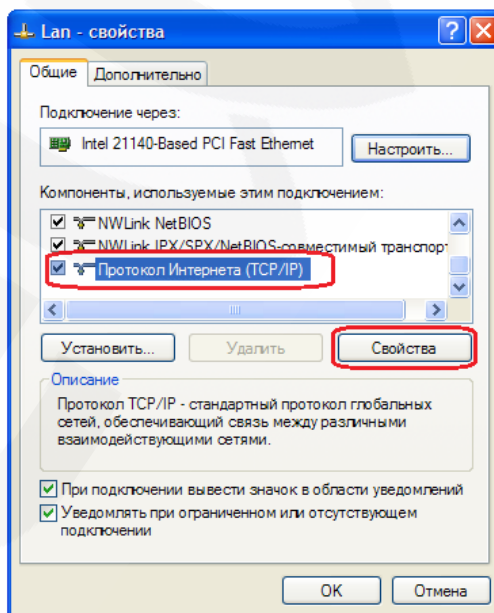 Lan - свойства
Общие Дополнительно
Подключение через:
Intel 21140-Based PCI Fast Ethernet Настроить...
Компоненты, используемые этим подключением:
NWLink NetBIOS
NWLink IPX/SPX/NetBIOS-совместимый транспорт
Протокол Интернета (TCP/IP)
Установить... Удалить Свойства
Описание
Протокол TCP/IP - стандартный протокол глобальных
сетей, обеспечивающий связь между различными
взаимодействующими сетями.
При подключении вывести значок в области уведомлений
Уведомлять при ограниченном или отсутствующем
подключении
OK Отмена